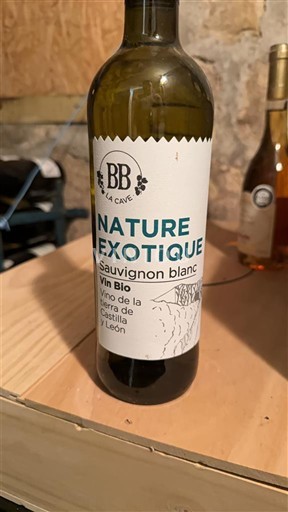 BB
LA CAVE
NATURE
EXOTIQUE
Sauvignon blanc
Vin Bio
Vino de la
tierra de
Castilla
y León